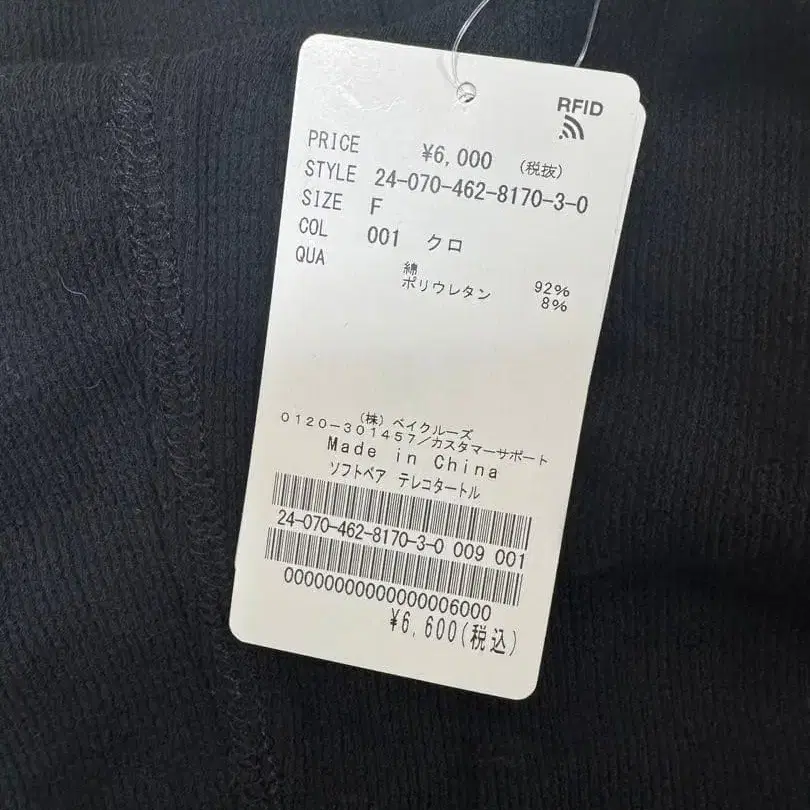 RFID
PRICE ¥6,000 (税抜)
STYLE 24-070-462-8170-3-0
SIZE F
COL 001 クロ
QUA
綿 92%
ポリウレタン 8%
(株)ベイクルーズ
0120-301457/カスタマーサポート
Made in China
ソフトベア テレコタートル
24-070-462-8170-3-0 009 001
00000000000000006000
¥6,600(税込)